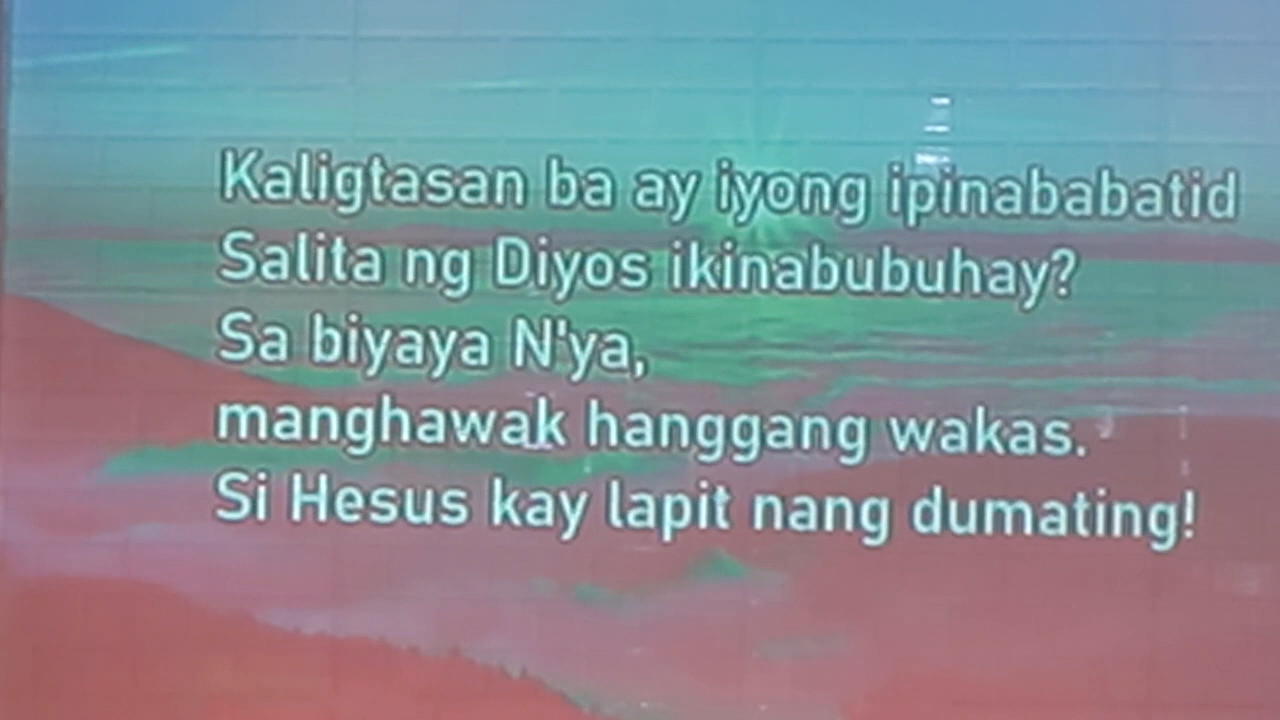 Kaligtasan ba ay iyong ipinababatid
Salita ng Diyos ikinabubuhay?
Sa biyaya N'ya,
manghawak hanggang wakas.
Si Hesus kay lapit nang dumating!